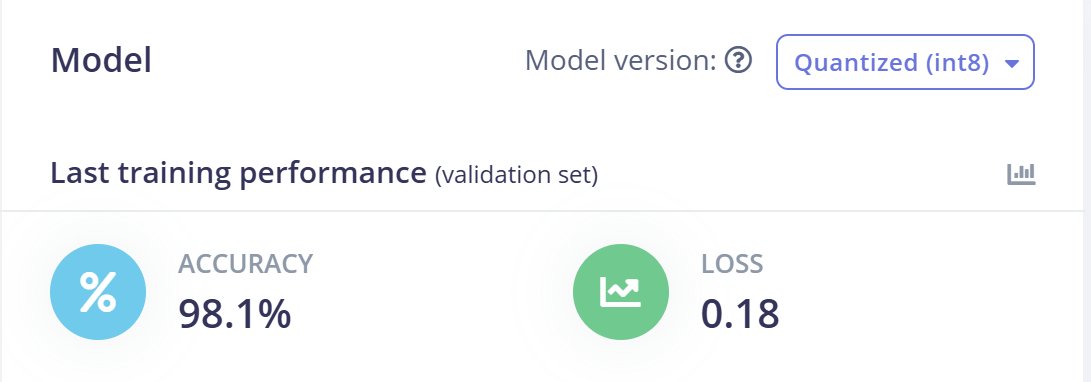 Model
Model version: ? Quantized (int8)
Last training performance (validation set)
% ACCURACY
98.1%
LOSS
0.18